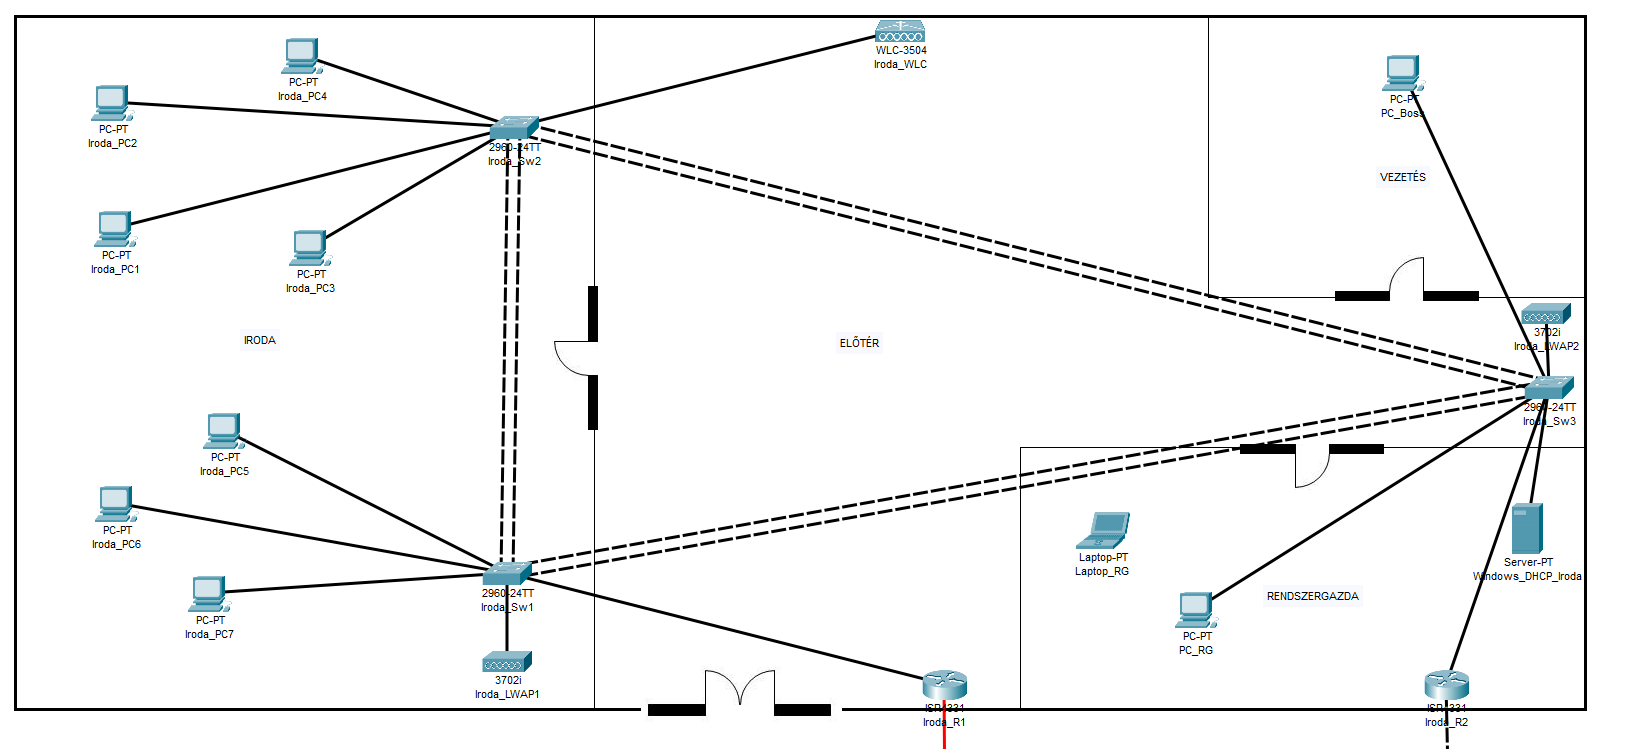 WLC-3504
Iroda_WLC
PC-PT
Iroda_PC4
PC-PT
PC_Boss
PC-PT
Iroda_PC2
2960-24TT
Iroda_Sw2
VEZETÉS
PC-PT
Iroda_PC1
PC-PT
Iroda_PC3
IRODA
ELŐTÉR
3702i
Iroda_LWAP2
2960-24TT
Iroda_Sw3
PC-PT
Iroda_PC5
PC-PT
Iroda_PC6
Laptop-PT
Laptop_RG
Server-PT
Windows_DHCP_Iroda
2960-24TT
Iroda_Sw1
RENDSZERGAZDA
PC-PT
Iroda_PC7
PC-PT
PC_RG
3702i
Iroda_LWAP1
Iroda_R1
Iroda_R2